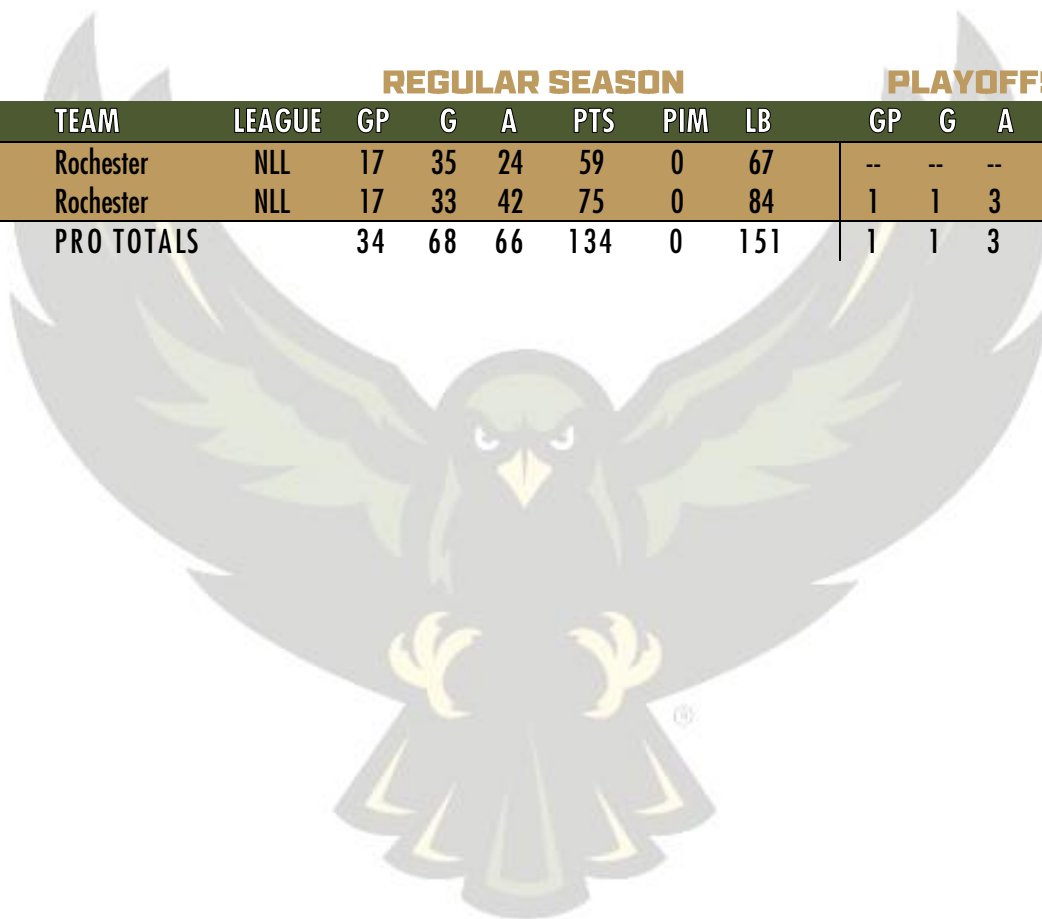 REGULAR SEASON PLAYOFFS
TEAM LEAGUE GP G A PTS PIM LB GP G A
Rochester NLL 17 35 24 59 0 67 -- -- --
Rochester NLL 17 33 42 75 0 84 1 1 3
PRO TOTALS 34 68 66 134 0 151 1 1 3